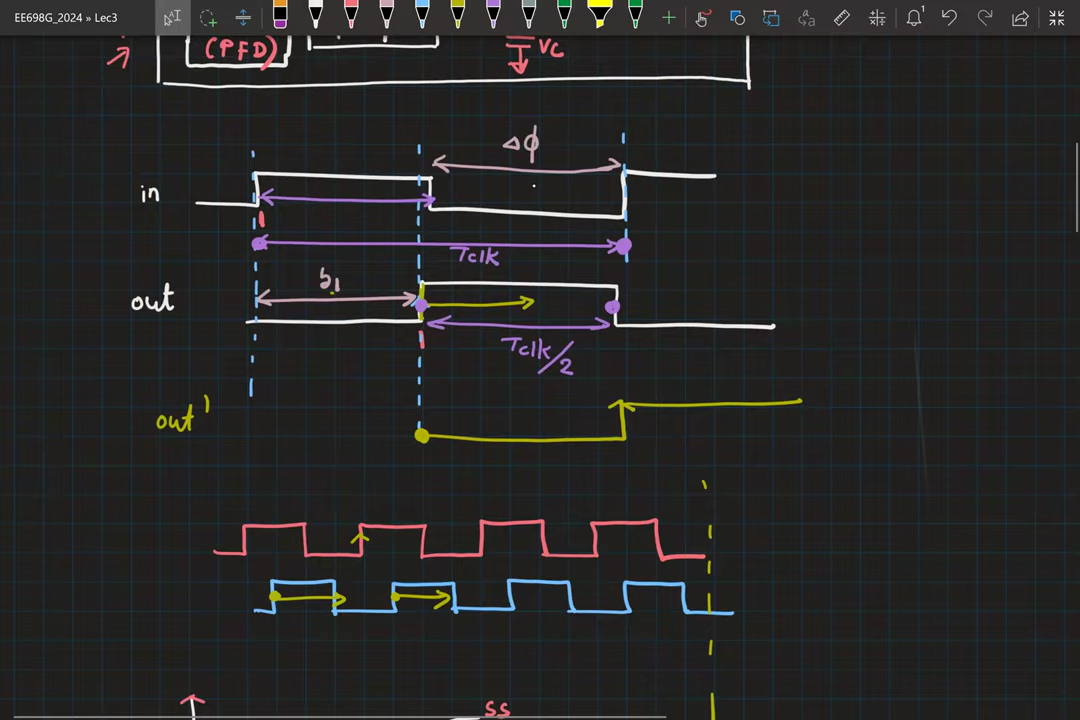 EE698G_2024 » Lec3
(PFD)
VC
Δϕ
in
Tclk
out
Tclk/2
out'
SS